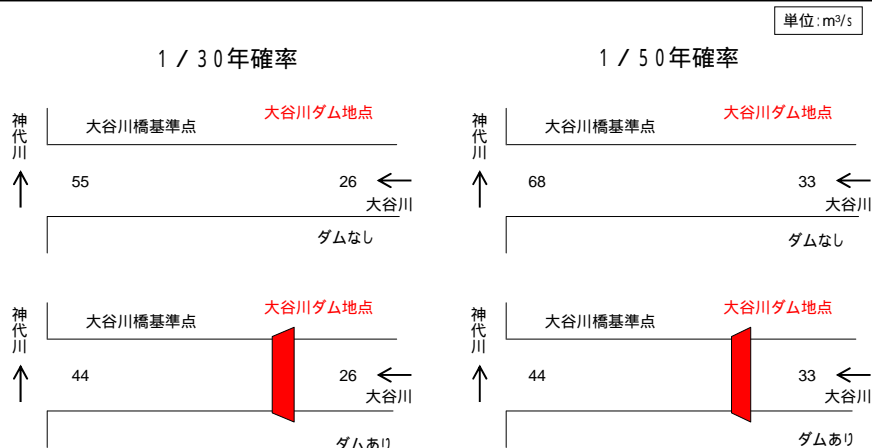 単位:m³/s
1/30年確率
1/50年確率
神代川
大谷川橋基準点
大谷川ダム地点
55
26
大谷川
ダムなし
神代川
大谷川橋基準点
大谷川ダム地点
68
33
大谷川
ダムなし
神代川
大谷川橋基準点
大谷川ダム地点
44
26
大谷川
ダムあり
神代川
大谷川橋基準点
大谷川ダム地点
44
33
大谷川
ダムあり